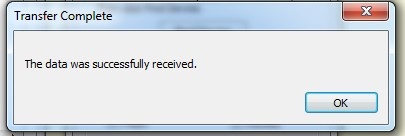 Transfer Complete
The data was successfully received.
OK